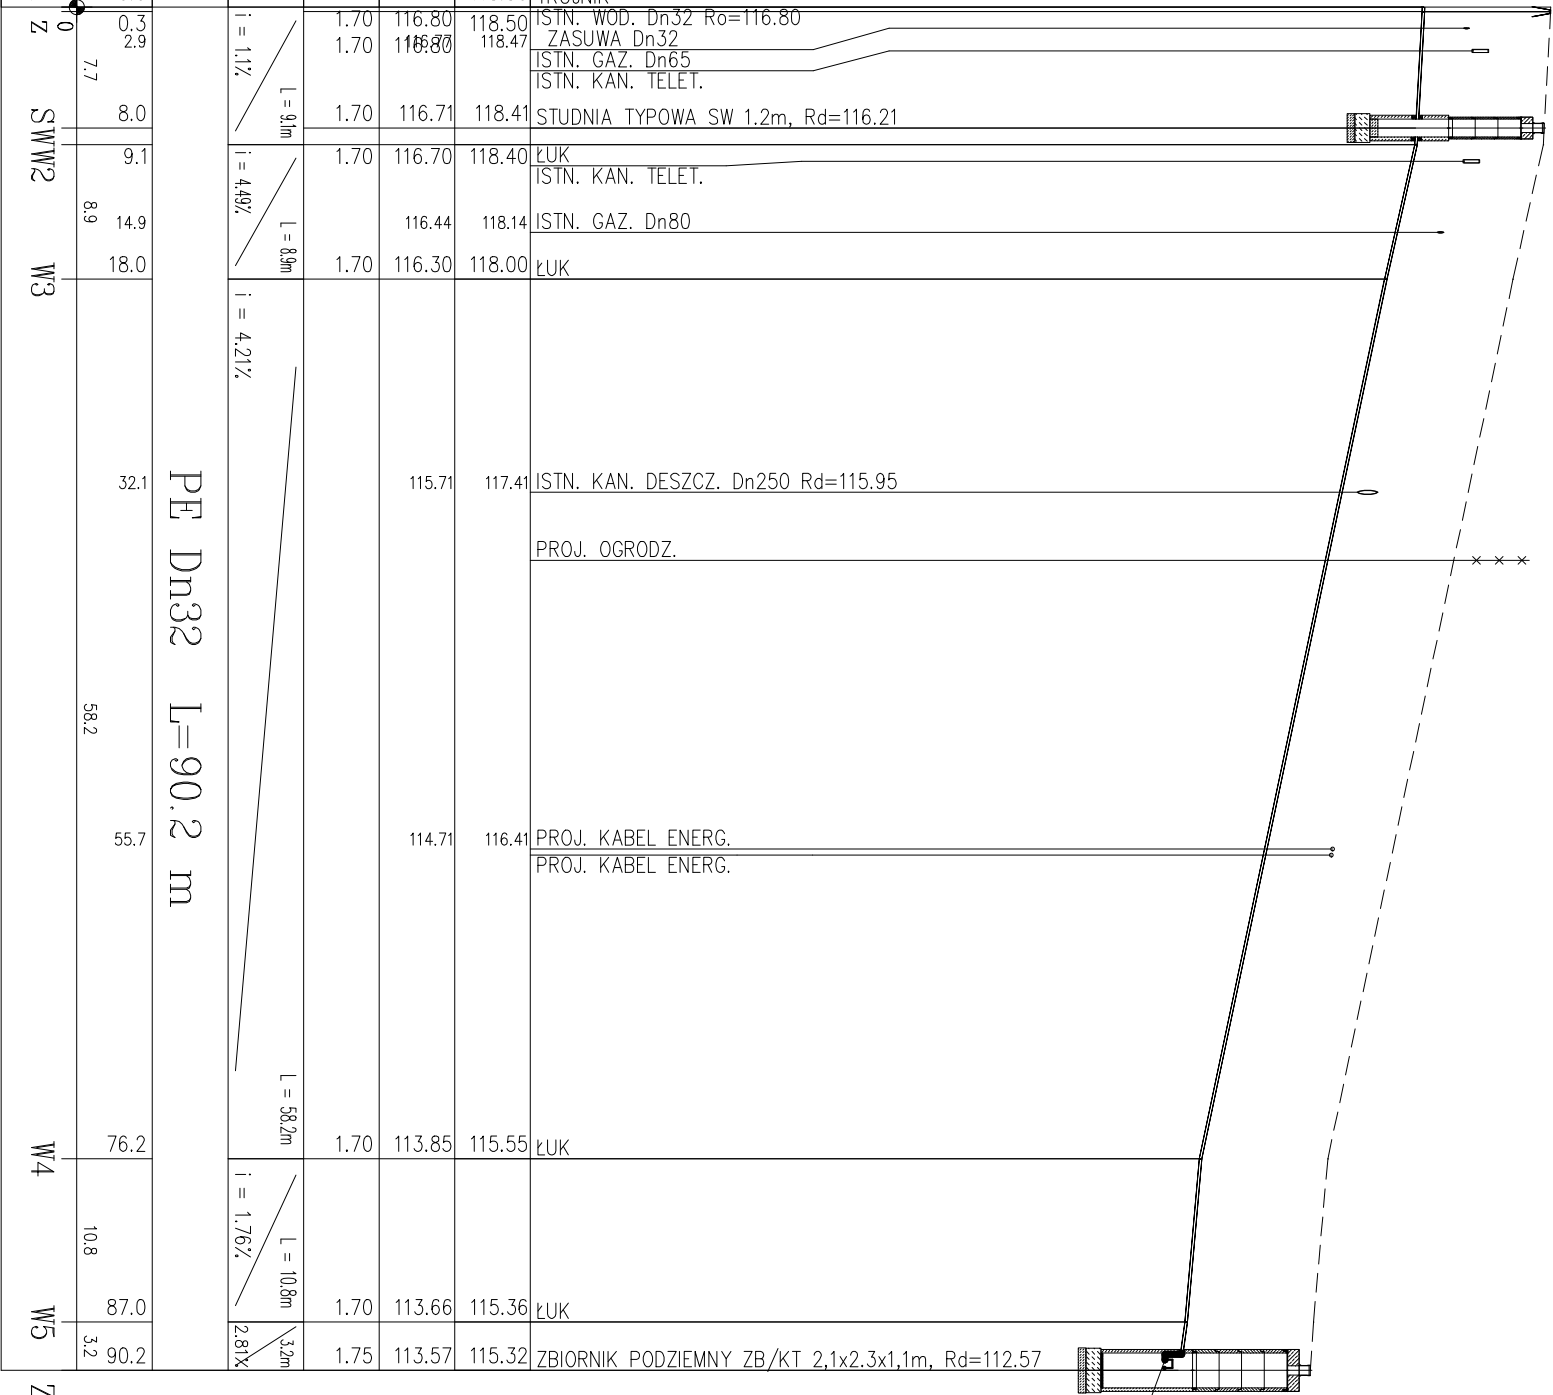 0.3 1.70 116.80 118.50 ISTN. WOD. Dn32 Ro=116.80
2.9 1.70 118.47 ZASUWA Dn32
ISTN. GAZ. Dn65
ISTN. KAN. TELET.
8.0 1.70 116.71 118.41 STUDNIA TYPOWA SW 1.2m, Rd=116.21
9.1 1.70 116.70 118.40 ŁUK
ISTN. KAN. TELET.
14.9 116.44 118.14 ISTN. GAZ. Dn80
18.0 1.70 116.30 118.00 ŁUK
32.1 115.71 117.41 ISTN. KAN. DESZCZ. Dn250 Rd=115.95
PROJ. OGRODZ.
55.7 114.71 116.41 PROJ. KABEL ENERG.
PROJ. KABEL ENERG.
76.2 1.70 113.85 115.55 ŁUK
87.0 1.70 113.66 115.36 ŁUK
90.2 1.75 113.57 115.32 ZBIORNIK PODZIEMNY ZB/KT 2,1x2.3x1,1m, Rd=112.57
i = 1.1%
L = 9.1m
i = 4.49%
L = 8.9m
i = 4.21%
L = 58.2m
i = 1.76%
L = 10.8m
2.81%
3.2m
PE Dn32 L=90.2 m
0
7.7
8.9
58.2
10.8
3.2
Z
SW
W2
W3
W4
W5
Z